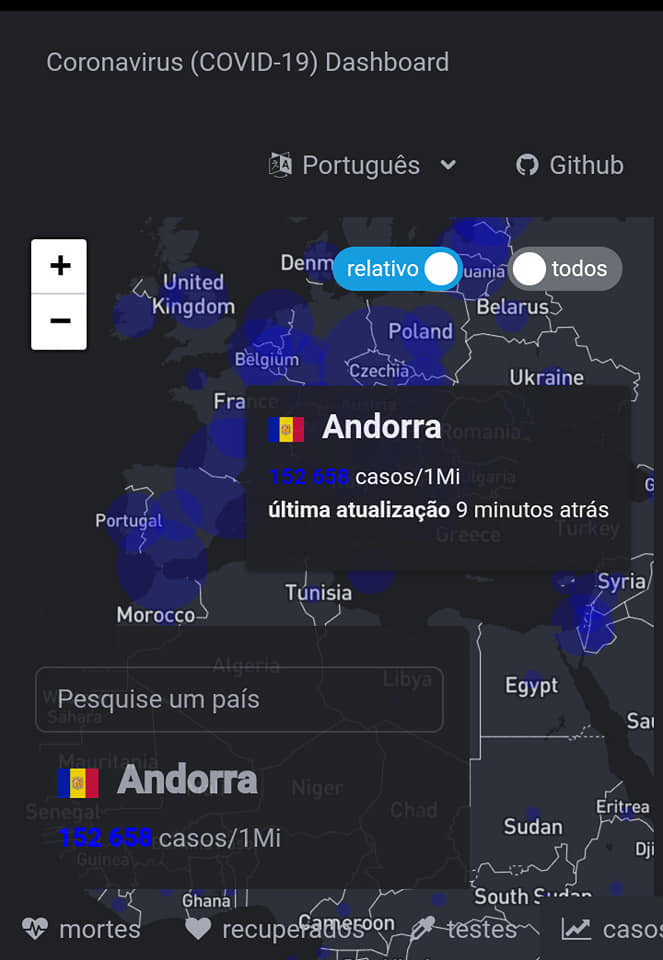 Coronavirus (COVID-19) Dashboard
Português
Github
+
−
Denm
relativo
todos
uania
United
Kingdom
Belarus
Poland
Belgium
Czechia
Ukraine
France
Austria
Andorra
Romania
152 658 casos/1Mi
ulgaria
última atualização 9 minutos atrás
Portugal
Greece
Turkey
Syria
Tunisia
Morocco
Algeria
Libya
Egypt
Pesquise um país
Sahara
Sau
Mauritania
Andorra
Niger
Chad
Senegal
Eritrea
Sudan
152 658 casos/1Mi
Dji
Guinea
Ghana
South Sudan
Cameroon
mortes
recuperados
testes
casos